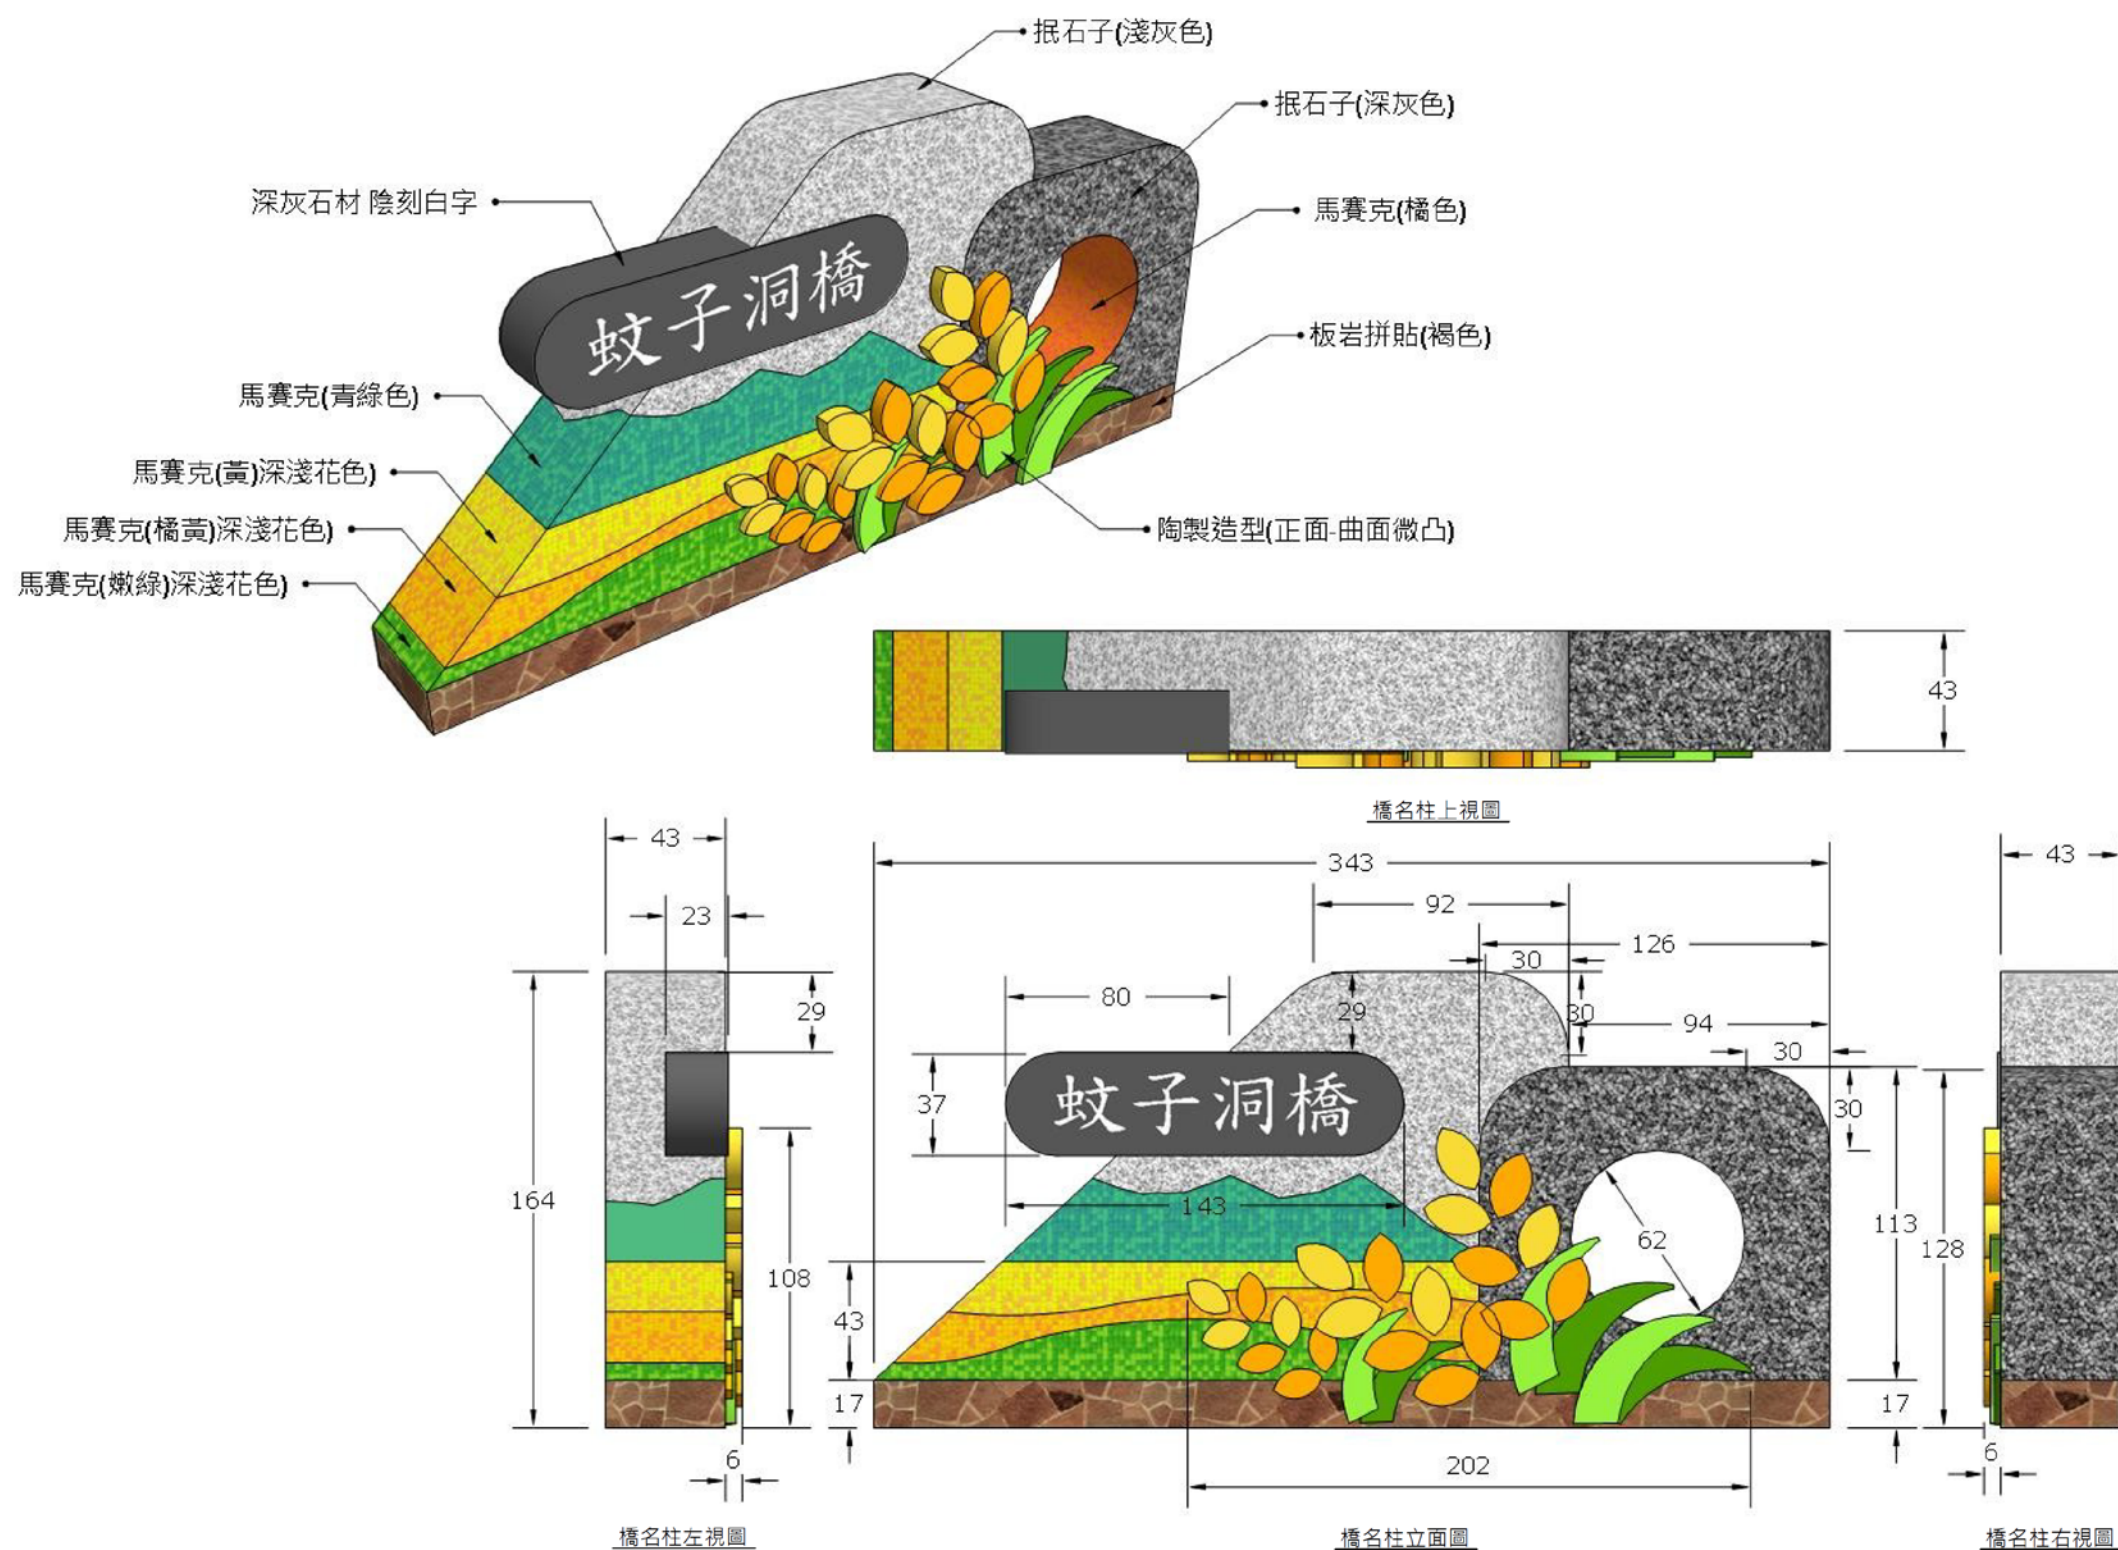 抿石子(淺灰色)
抿石子(深灰色)
深灰石材 陰刻白字
馬賽克(橘色)
蚊子洞橋
板岩拼貼(褐色)
馬賽克(青綠色)
馬賽克(黃)深淺花色)
馬賽克(橘黃)深淺花色)
陶製造型(正面-曲面微凸)
馬賽克(嫩綠)深淺花色)
43
橋名柱上視圖
43
23
29
164
108
6
橋名柱左視圖
343
92
126
30
80
29
30
94
30
37
蚊子洞橋
30
143
62
113
128
43
17
17
202
橋名柱立面圖
43
6
橋名柱右視圖